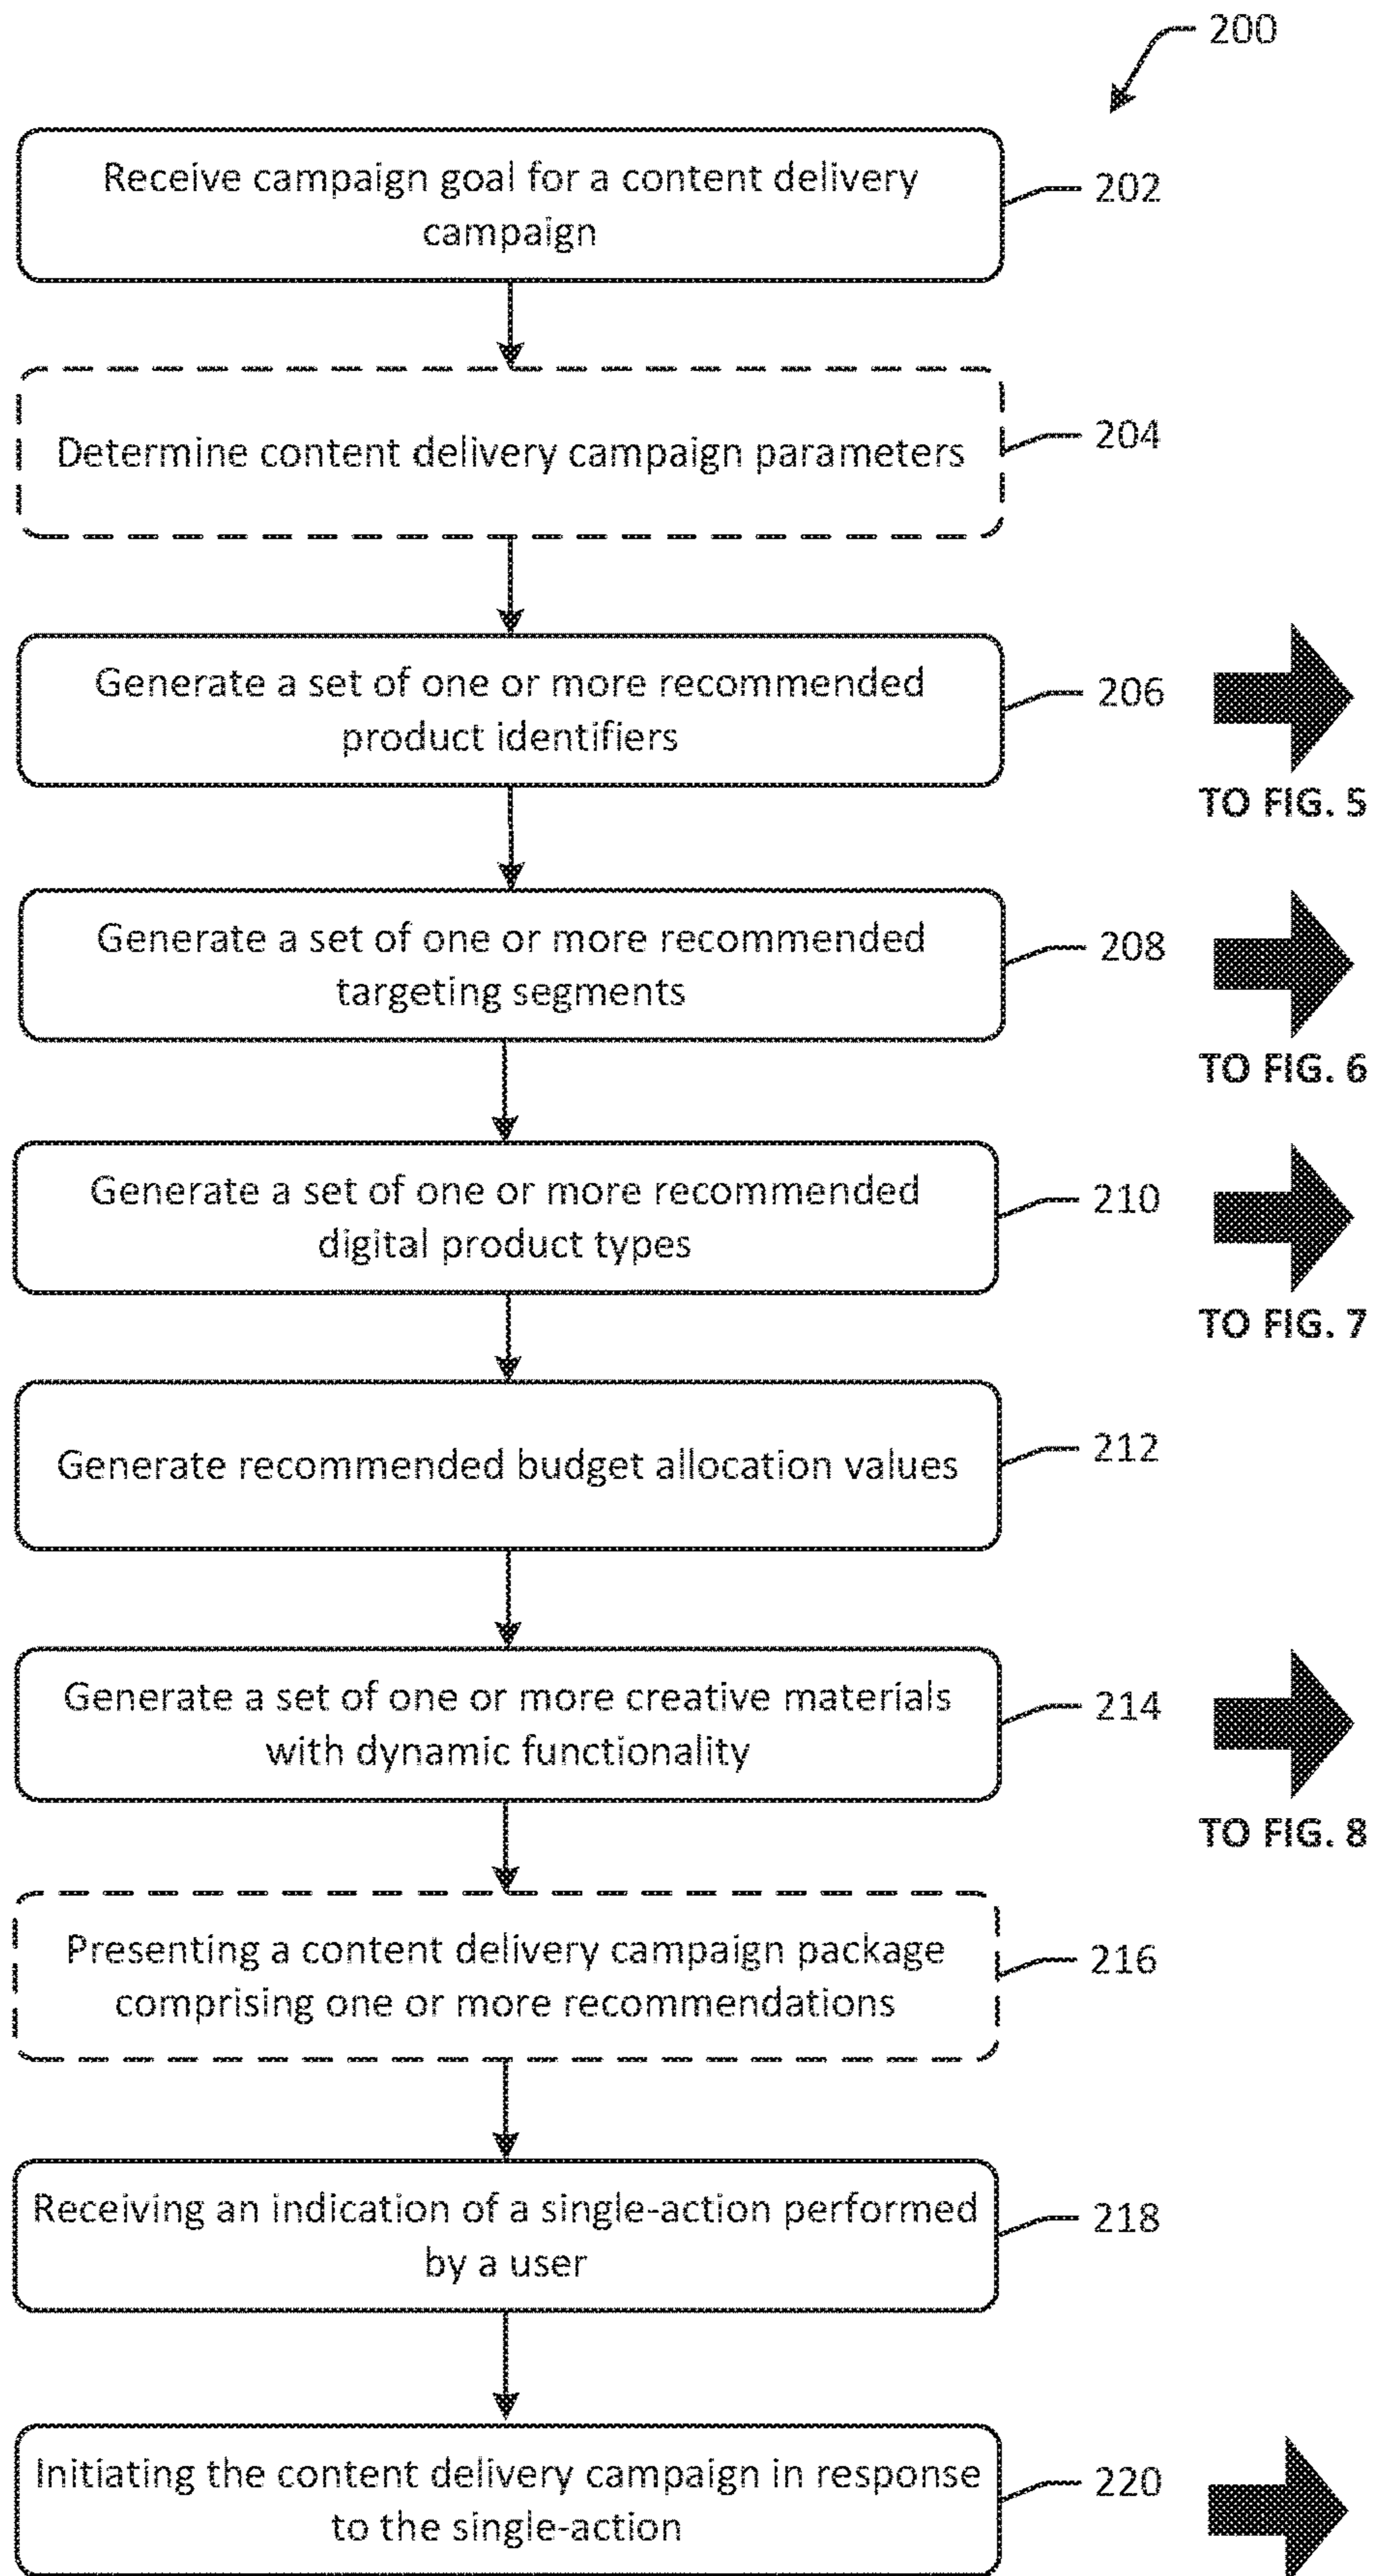 200
Receive campaign goal for a content delivery
campaign
202
Determine content delivery campaign parameters
204
Generate a set of one or more recommended
product identifiers
206
TO FIG. 5
Generate a set of one or more recommended
targeting segments
208
TO FIG. 6
Generate a set of one or more recommended
digital product types
210
TO FIG. 7
Generate recommended budget allocation values
212
Generate a set of one or more creative materials
with dynamic functionality
214
TO FIG. 8
Presenting a content delivery campaign package
comprising one or more recommendations
216
Receiving an indication of a single-action performed
by a user
218
Initiating the content delivery campaign in response
to the single-action
220